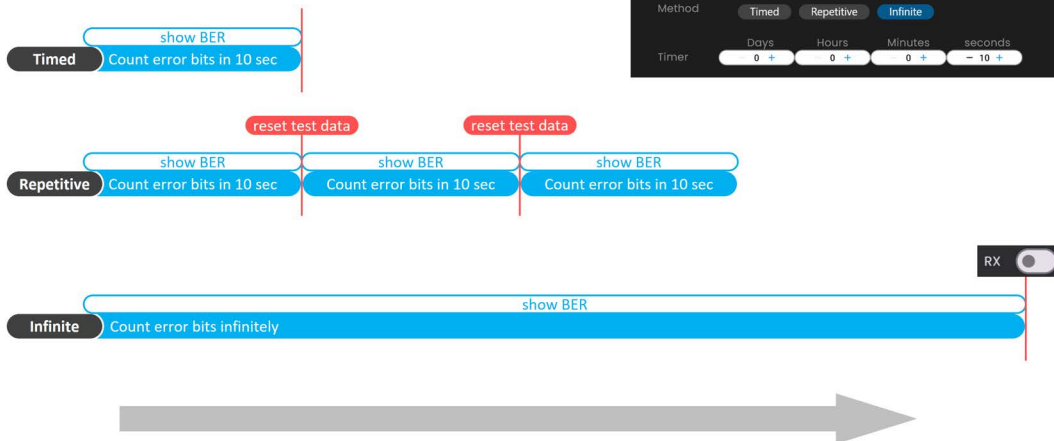 Method Timed Repetitive Infinite
Days Hours Minutes seconds
Timer - 0 + - 0 + - 0 + - 10 +
show BER
Timed Count error bits in 10 sec
reset test data reset test data
show BER show BER show BER
Repetitive Count error bits in 10 sec Count error bits in 10 sec Count error bits in 10 sec
RX
show BER
Infinite Count error bits infinitely